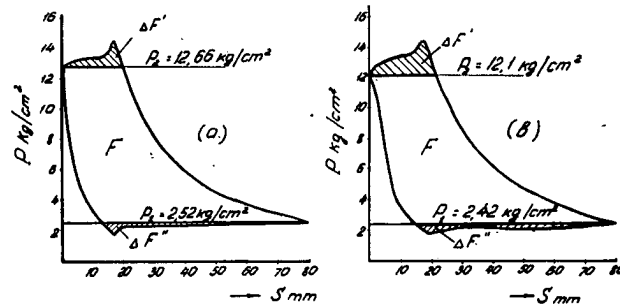 16
14
12
10
8
6
4
2
P kg/cm²
ΔF'
P₂ = 12,66 kg/cm²
(a)
F
P₁ = 2,52 kg/cm²
ΔF"
0 10 20 30 40 50 60 70 80
→ S mm
16
14
12
10
8
6
4
2
P kg/cm²
ΔF'
P₂ = 12,1 kg/cm²
(B)
F
P₁ = 2,42 kg/cm²
ΔF"
0 10 20 30 40 50 60 70 80
→ S mm